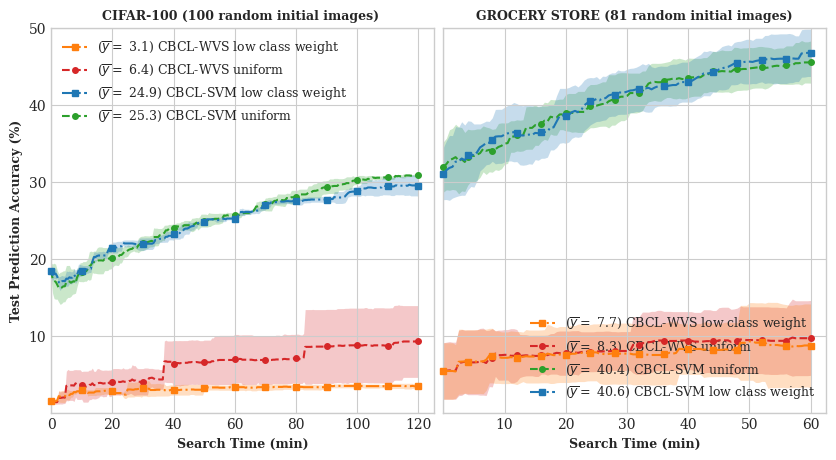 CIFAR-100 (100 random initial images)
GROCERY STORE (81 random initial images)
50
40
30
20
10
Test Prediction Accuracy (%)
(y̅ = 3.1) CBCL-WVS low class weight
(y̅ = 6.4) CBCL-WVS uniform
(y̅ = 24.9) CBCL-SVM low class weight
(y̅ = 25.3) CBCL-SVM uniform
(y̅ = 7.7) CBCL-WVS low class weight
(y̅ = 8.3) CBCL-WVS uniform
(y̅ = 40.4) CBCL-SVM uniform
(y̅ = 40.6) CBCL-SVM low class weight
0 20 40 60 80 100 120
10 20 30 40 50 60
Search Time (min)
Search Time (min)